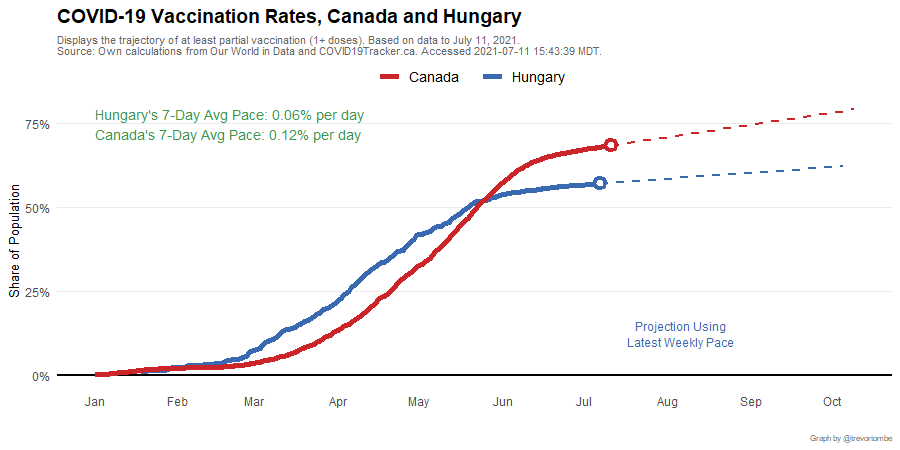 COVID-19 Vaccination Rates, Canada and Hungary
Displays the trajectory of at least partial vaccination (1+ doses). Based on data to July 11, 2021.
Source: Own calculations from Our World in Data and COVID19Tracker.ca. Accessed 2021-07-11 15:43:39 MDT.
Canada Hungary
Hungary's 7-Day Avg Pace: 0.06% per day
Canada's 7-Day Avg Pace: 0.12% per day
Share of Population
75%
50%
25%
0%
Projection Using
Latest Weekly Pace
Jan Feb Mar Apr May Jun Jul Aug Sep Oct
Graph by @trevortombe